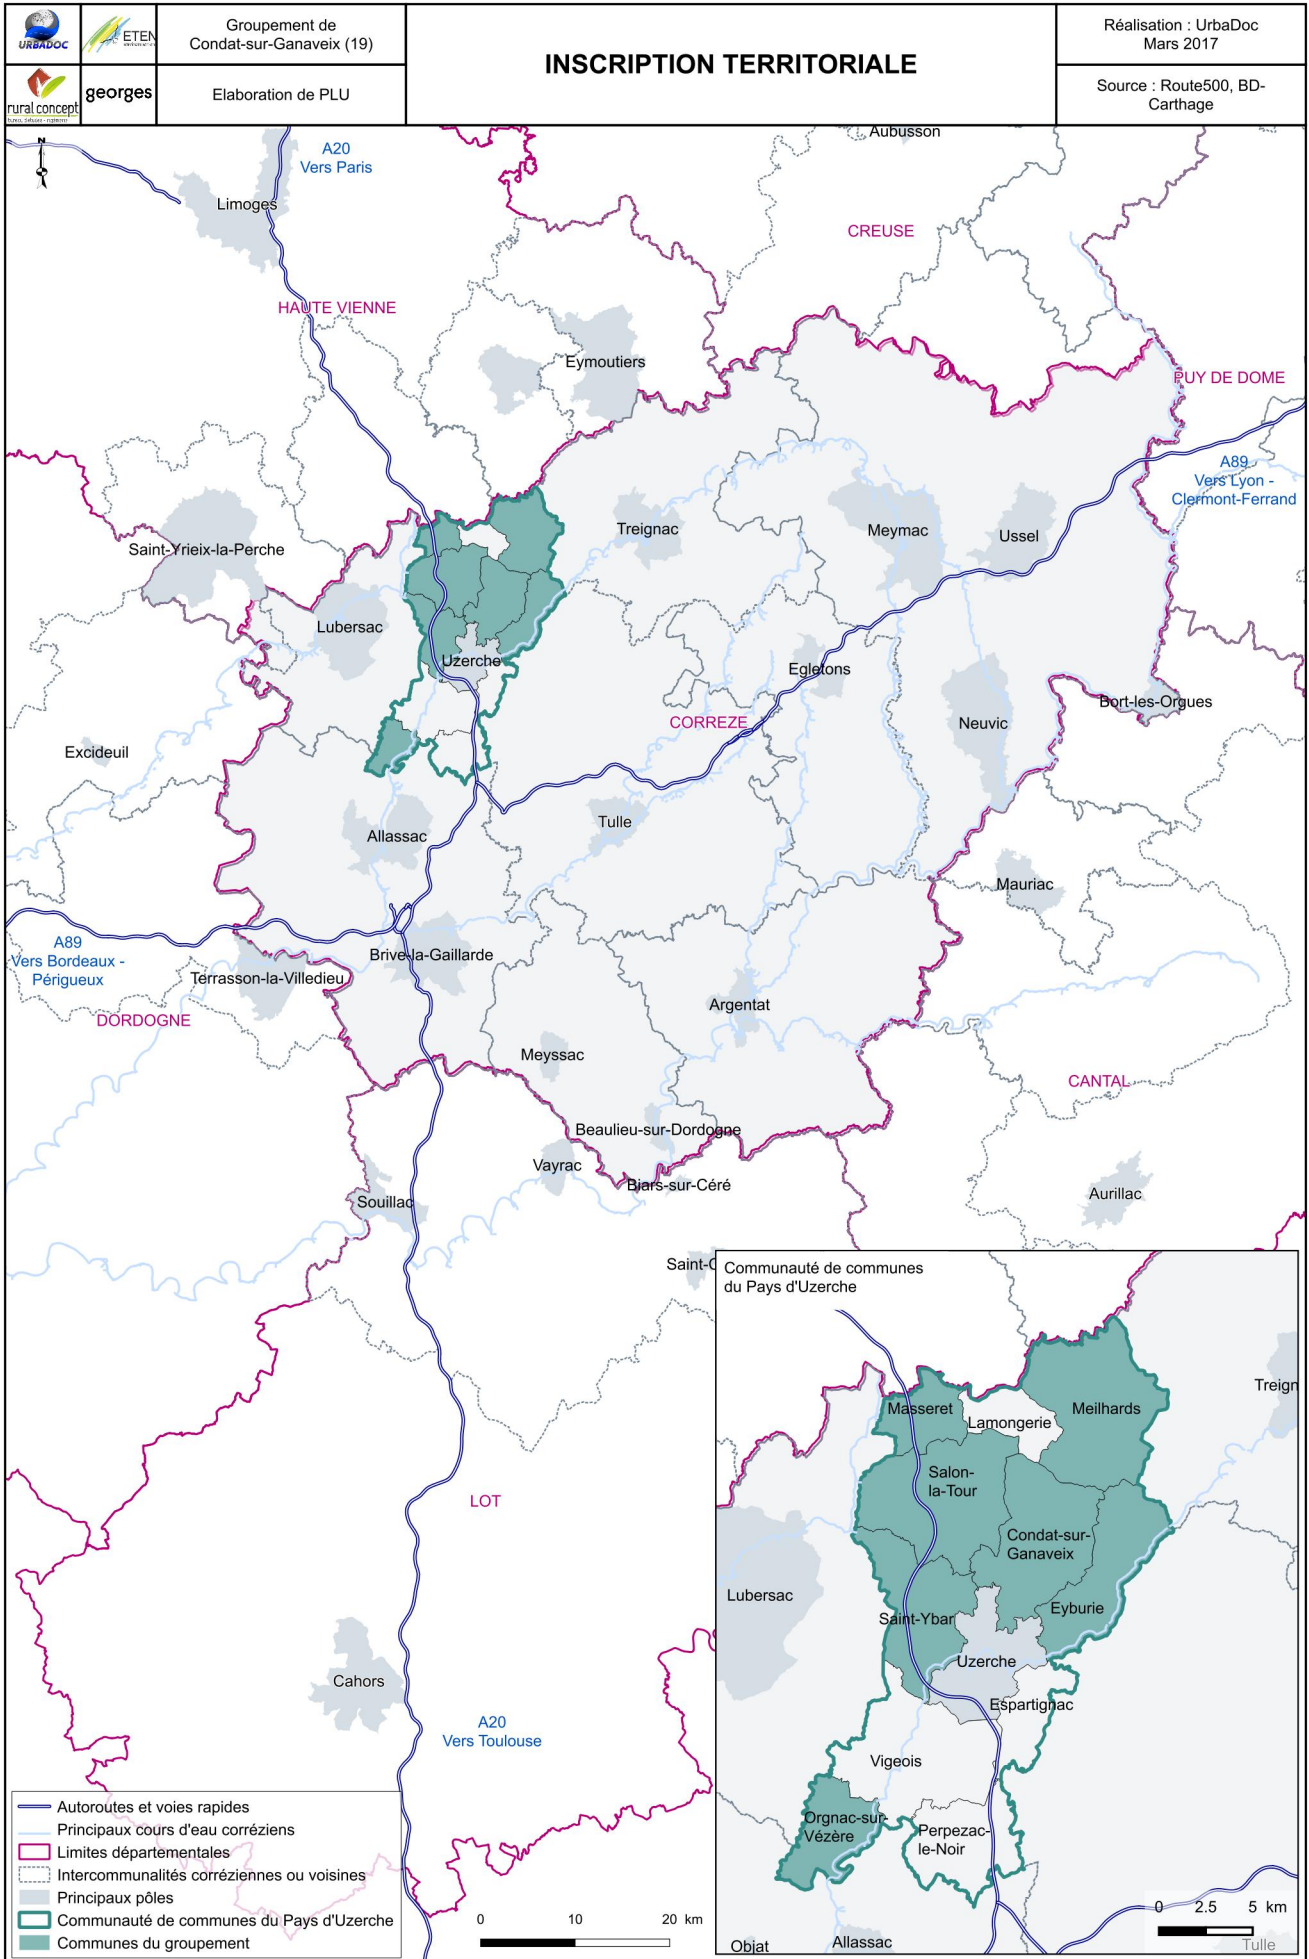 URBADOC
ETEN
Groupement de
Condat-sur-Ganaveix (19)
rural concept
georges
Elaboration de PLU
INSCRIPTION TERRITORIALE
Réalisation : UrbaDoc
Mars 2017
Source : Route500, BD-
Carthage
N
Aubusson
A20
Vers Paris
Limoges
CREUSE
HAUTE VIENNE
Eymoutiers
PUY DE DOME
A89
Vers Lyon -
Clermont-Ferrand
Treignac
Meymac
Ussel
Saint-Yrieix-la-Perche
Lubersac
Uzerche
Egletons
Bort-les-Orgues
CORREZE
Neuvic
Excideuil
Allassac
Tulle
Mauriac
A89
Vers Bordeaux -
Périgueux
Brive-la-Gaillarde
Terrasson-la-Villedieu
Argentat
DORDOGNE
Meyssac
CANTAL
Beaulieu-sur-Dordogne
Vayrac
Biars-sur-Céré
Aurillac
Souillac
Saint-C
LOT
Cahors
A20
Vers Toulouse
Communauté de communes
du Pays d'Uzerche
Treign
Masseret
Lamongerie
Meilhards
Salon-
la-Tour
Condat-sur-
Ganaveix
Lubersac
Saint-Ybar
Eyburie
Uzerche
Espartignac
Vigeois
Orgnac-sur-
Vézère
Perpezac-
le-Noir
Objat
Allassac
Tulle
0 2.5 5 km
Autoroutes et voies rapides
Principaux cours d'eau corréziens
Limites départementales
Intercommunalités corréziennes ou voisines
Principaux pôles
Communauté de communes du Pays d'Uzerche
Communes du groupement
0 10 20 km